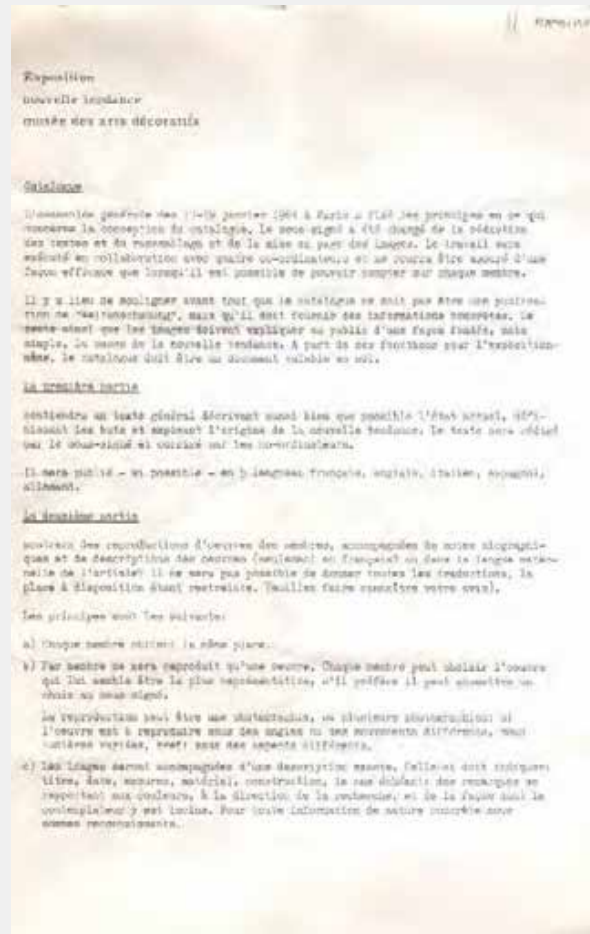 Exposition
nouvelle tendance
musée des arts décoratifs
Catalogue
L'assemblée générale des janvier 1964 à Paris a fixé les principes en ce qui
concerne la conception du catalogue. Le sous-signé a été chargé de la rédaction
des textes et du rassemblage et de la mise en page des images. Le travail sera
exécuté en collaboration avec quatre co-ordinateurs et ne pourra être assuré d'une
façon efficace que lorsqu'il est possible de pouvoir compter sur chaque membre.
Il y a lieu de souligner avant tout que le catalogue ne doit pas être une
tion de "Weltanschauung", mais qu'il doit fournir des informations concrètes. Le
texte ainsi que les images doivent expliquer au public d'une façon fondée, mais
simple, la cause de la nouvelle tendance. A part de ses fonctions pour l'exposition-
même, le catalogue doit être un document valable en soi.
La première partie
contiendra un texte général décrivant aussi bien que possible l'état actuel, défi-
nissant les buts et exposant l'origine de la nouvelle tendance. Le texte sera rédigé
par le sous-signé et corrigé par les co-ordinateurs.
Il sera publié - si possible - en 5 langues: français, anglais, italien, espagnol,
allemand.
La deuxième partie
montrera des reproductions d'oeuvres des membres, accompagnées de notes biographi-
ques et de descriptions des oeuvres (seulement en français ou dans la langue mater-
nelle de l'artiste: il ne sera pas possible de donner toutes les traductions, la
place à disposition étant restreinte. Veuillez faire connaître votre avis).
Les principes sont les suivants:
a) Chaque membre obtient la même place.
b) Par membre ne sera reproduit qu'une oeuvre. Chaque membre peut choisir l'oeuvre
qui lui semble être la plus représentative, s'il préfère il peut soumettre un
choix au sous-signé.
La reproduction peut être une photographie, ou plusieurs photographies: si
l'oeuvre est à reproduire sous des angles ou des mouvements différents, sous
lumières variées, bref: sous des aspects différents.
c) Les images seront accompagnées d'une description exacte. Celle-ci doit indiquer:
titre, date, mesures, matériel, construction, le cas échéant: des remarques se
rapportant aux couleurs, à la direction de la recherche, et de la façon dont le
contemplateur y est inclus. Pour toute information de nature concrète nous
sommes reconnaissants.